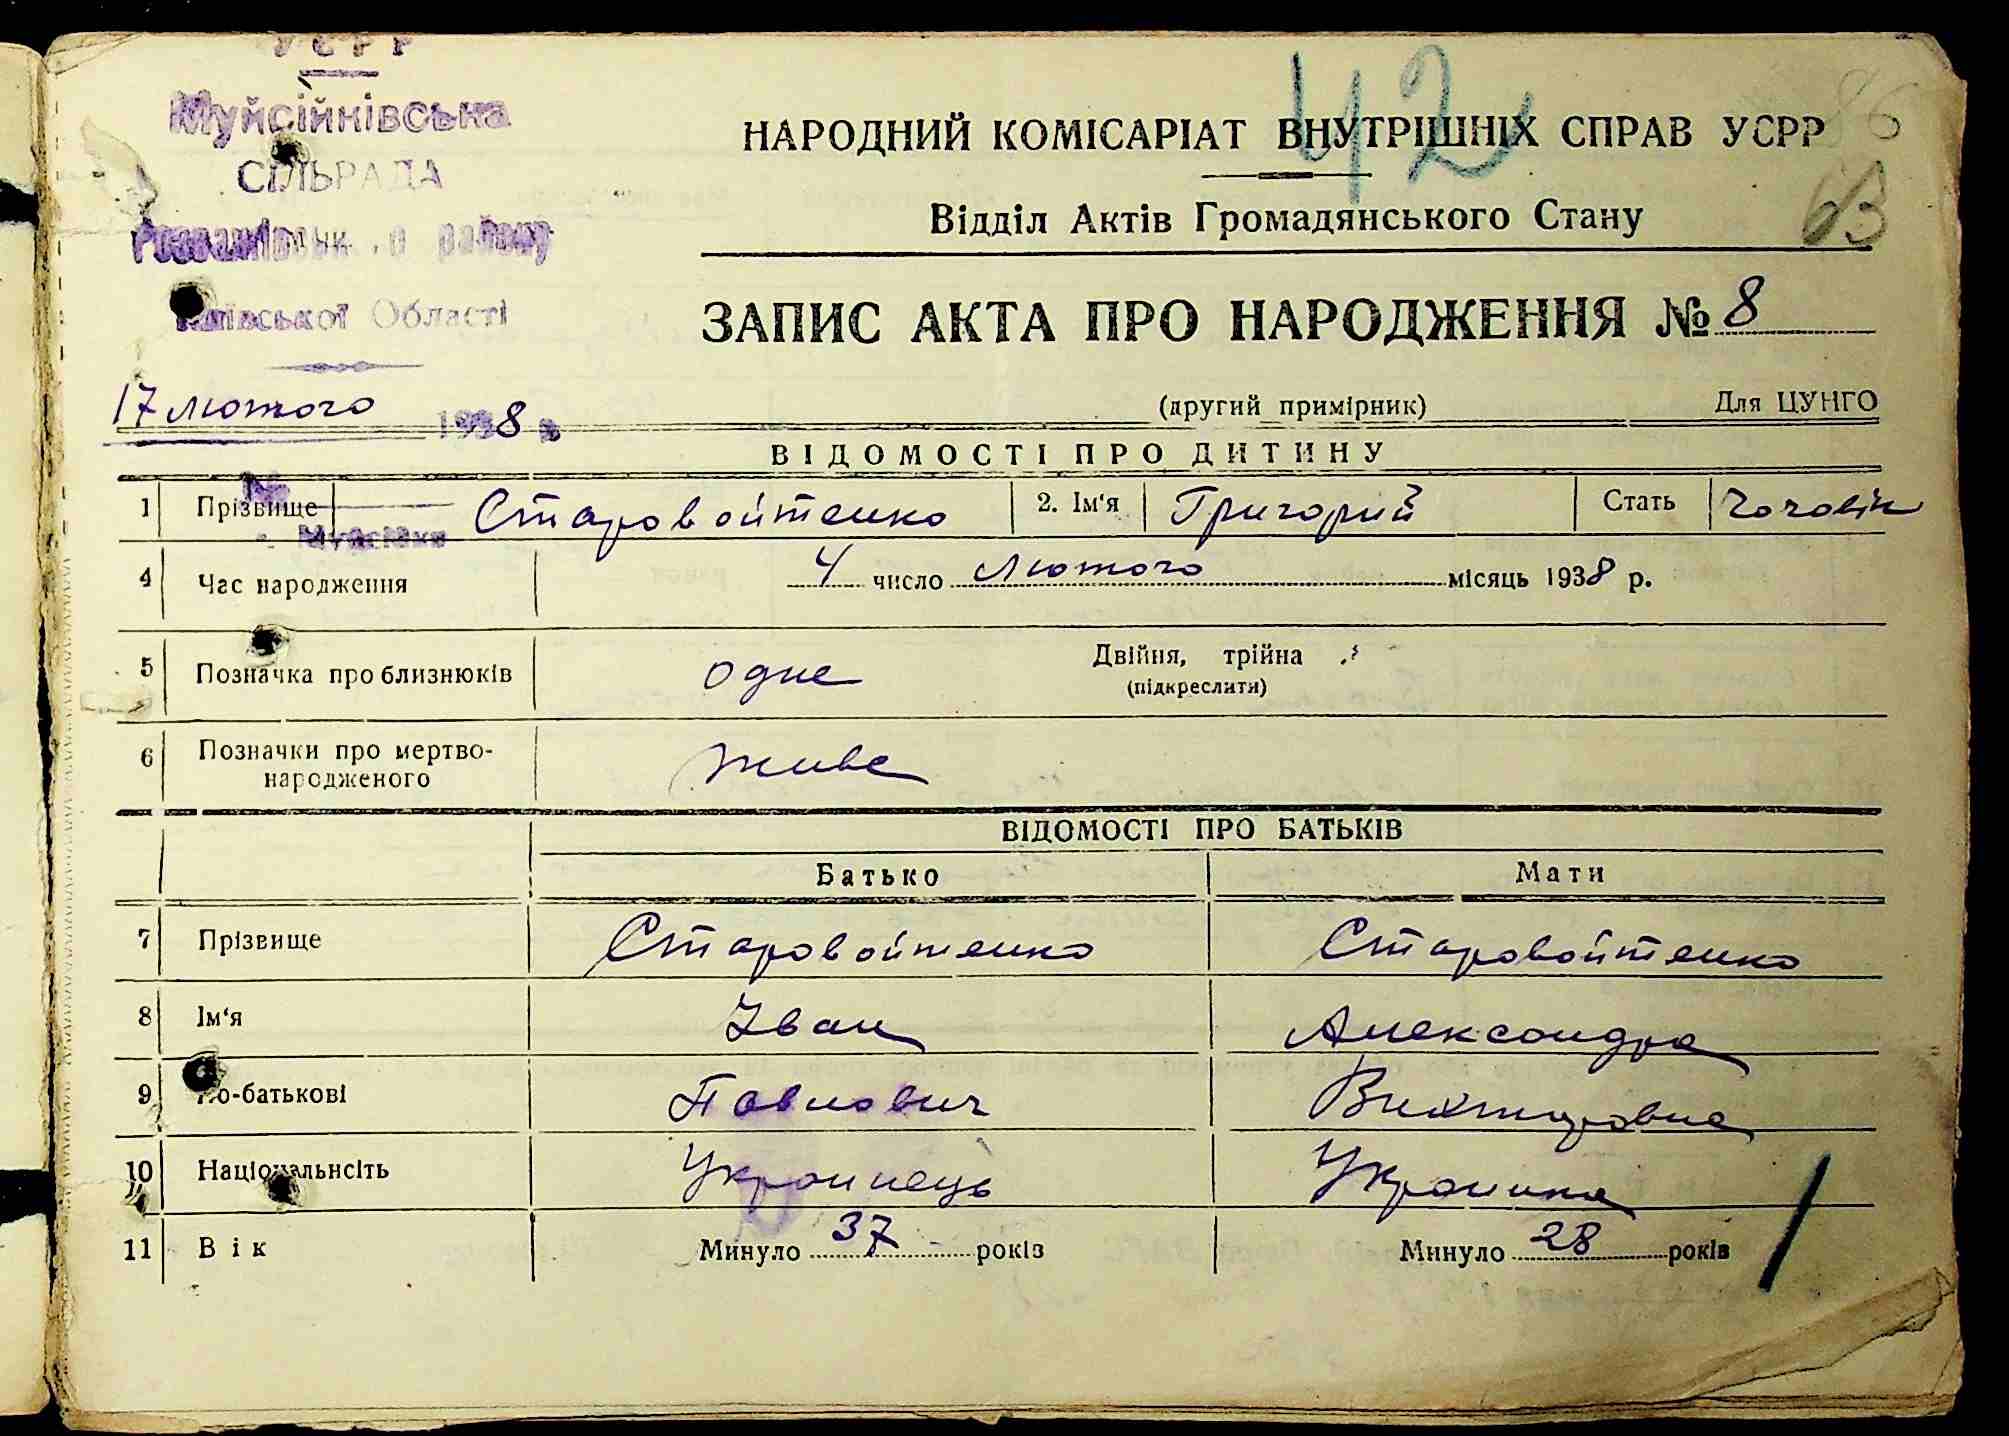 УСРР
Муйсійківська
СІЛЬРАДА
району
Київської Області
42
86
63
НАРОДНИЙ КОМІСАРІАТ ВНУТРІШНІХ СПРАВ УСРР
Відділ Актів Громадянського Стану
ЗАПИС АКТА ПРО НАРОДЖЕННЯ № 8
17 лютого 1938 р.
(другий примірник) Для ЦУНГО
ВІДОМОСТІ ПРО ДИТИНУ
1 Прізвище Старовойтенко 2. Ім'я Григорий Стать Чоловік
4 Час народження 4 число Лютого місяць 1938 р.
5 Позначка про близнюків одне Двійня, трійна
(підкреслити)
6 Позначки про мертво-
народженого живе
ВІДОМОСТІ ПРО БАТЬКІВ
Батько Мати
7 Прізвище Старовойтенко Старовойтенко
8 Ім'я Іван Александра
9 По-батькові Павлович Викторовна
10 Національнсіть Украинець Украинка
11 Вік Минуло 37 років Минуло 28 років